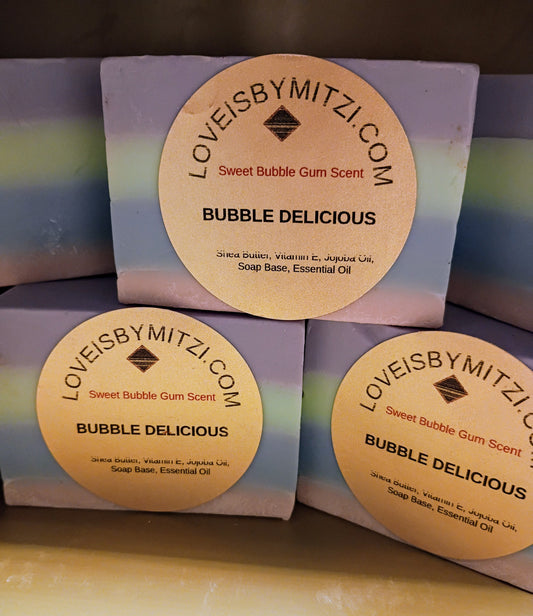 LOVEISBYMITZI.COM
Sweet Bubble Gum Scent
BUBBLE DELICIOUS
Shea Butter, Vitamin E, Jojoba Oil,
Soap Base, Essential Oil
LOVEISBYMITZI.COM
Sweet Bubble Gum Scent
BUBBLE DELICIOUS
Shea Butter, Vitamin E, Jojoba Oil,
Soap Base, Essential Oil
LOVEISBYMITZI.CO
Sweet Bubble Gum Scent
BUBBLE DELICIOUS
Shea Butter, Vitamin E, Jojoba Oil,
Soap Base, Essential Oil